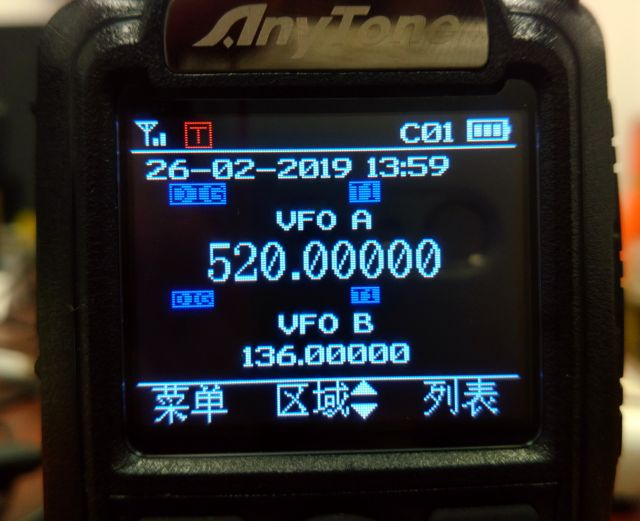 AnyTone
T C01
26-02-2019 13:59
DIG T1
VFO A
520.00000
DIG T1
VFO B
136.00000
菜单 区域 列表